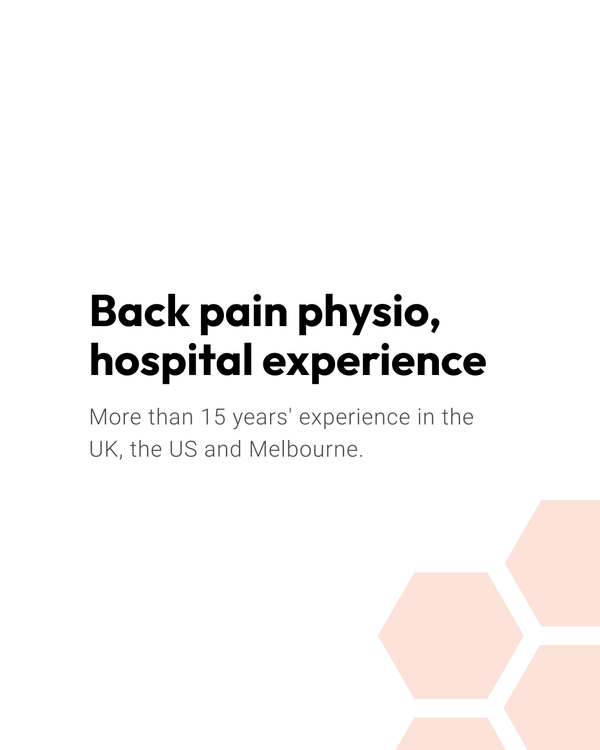 Back pain physio,
hospital experience
More than 15 years' experience in the
UK, the US and Melbourne.